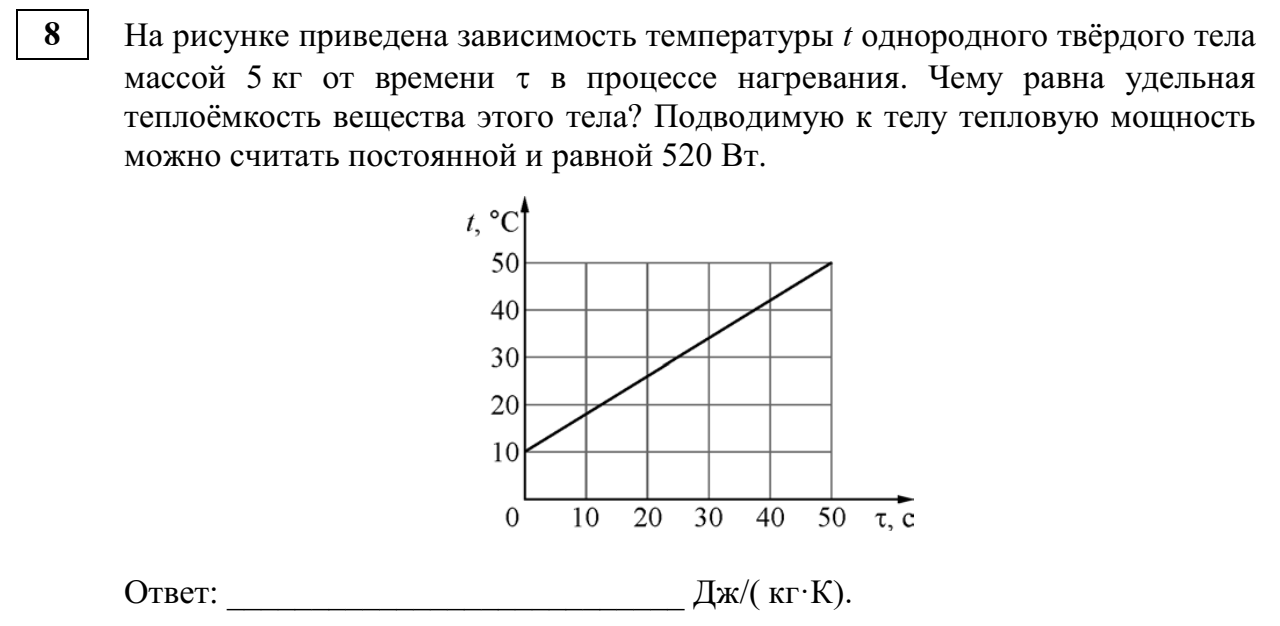 8
На рисунке приведена зависимость температуры t однородного твёрдого тела
массой 5 кг от времени τ в процессе нагревания. Чему равна удельная
теплоёмкость вещества этого тела? Подводимую к телу тепловую мощность
можно считать постоянной и равной 520 Вт.
t, °C
50
40
30
20
10
0 10 20 30 40 50 τ, с
Ответ: ____________________________ Дж/( кг·К).